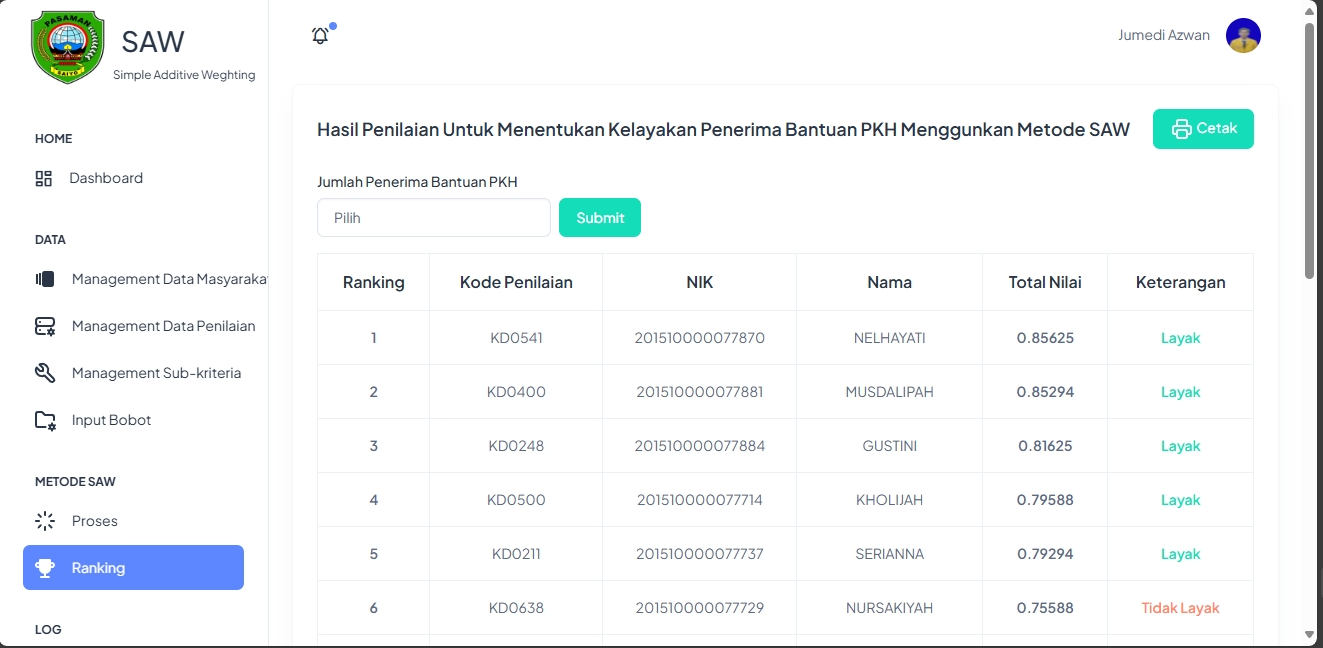 PASAMAN
SAIYO
SAW
Simple Additive Weghting
HOME
Dashboard
DATA
Management Data Masyaraka
Management Data Penilaian
Management Sub-kriteria
Input Bobot
METODE SAW
Proses
Ranking
LOG
Jumedi Azwan
Hasil Penilaian Untuk Menentukan Kelayakan Penerima Bantuan PKH Menggunkan Metode SAW
Cetak
Jumlah Penerima Bantuan PKH
Pilih
Submit
Ranking Kode Penilaian NIK Nama Total Nilai Keterangan
1 KD0541 201510000077870 NELHAYATI 0.85625 Layak
2 KD0400 201510000077881 MUSDALIPAH 0.85294 Layak
3 KD0248 201510000077884 GUSTINI 0.81625 Layak
4 KD0500 201510000077714 KHOLIJAH 0.79588 Layak
5 KD0211 201510000077737 SERIANNA 0.79294 Layak
6 KD0638 201510000077729 NURSAKIYAH 0.75588 Tidak Layak